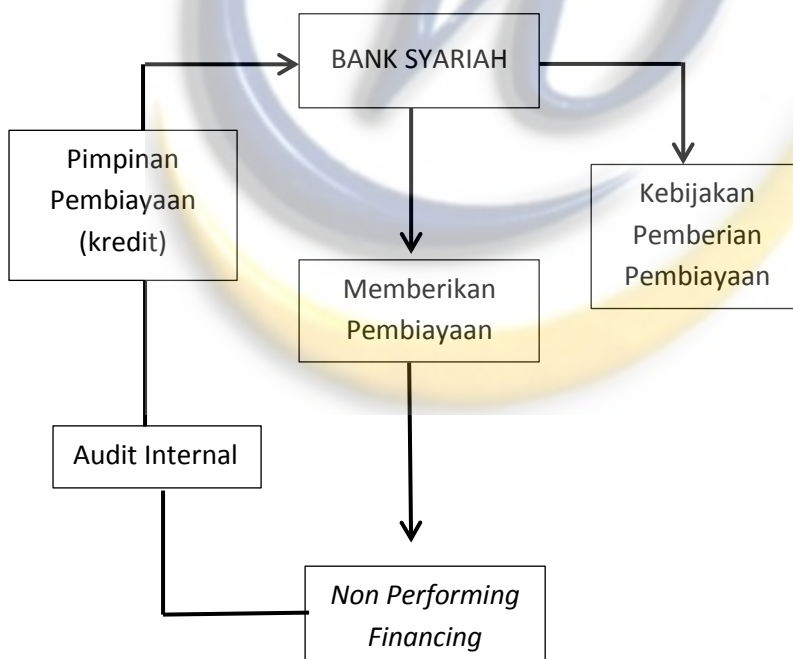 BANK SYARIAH
Pimpinan
Pembiayaan
(kredit)
Kebijakan
Pemberian
Pembiayaan
Memberikan
Pembiayaan
Audit Internal
Non Performing
Financing